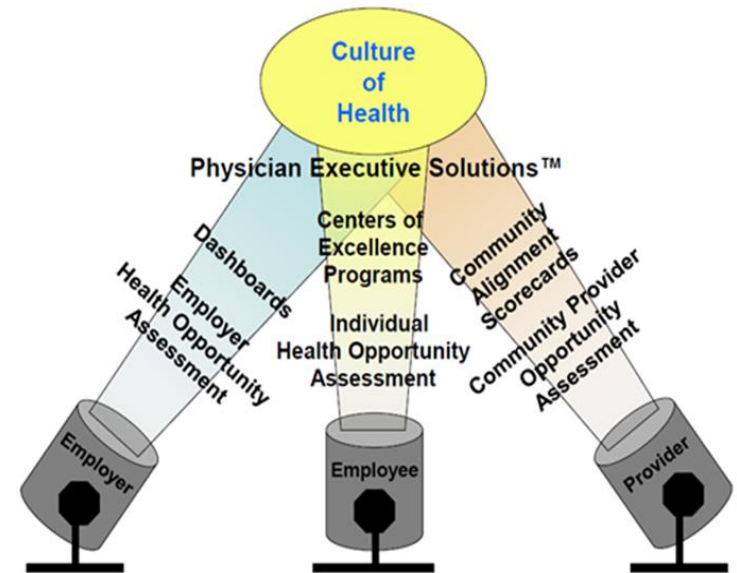 Culture
of
Health
Physician Executive Solutions™
Dashboards
Employer
Health Opportunity
Assessment
Centers of
Excellence
Programs
Individual
Health Opportunity
Assessment
Community
Alignment
Scorecards
Community Provider
Opportunity
Assessment
Employer
Employee
Provider